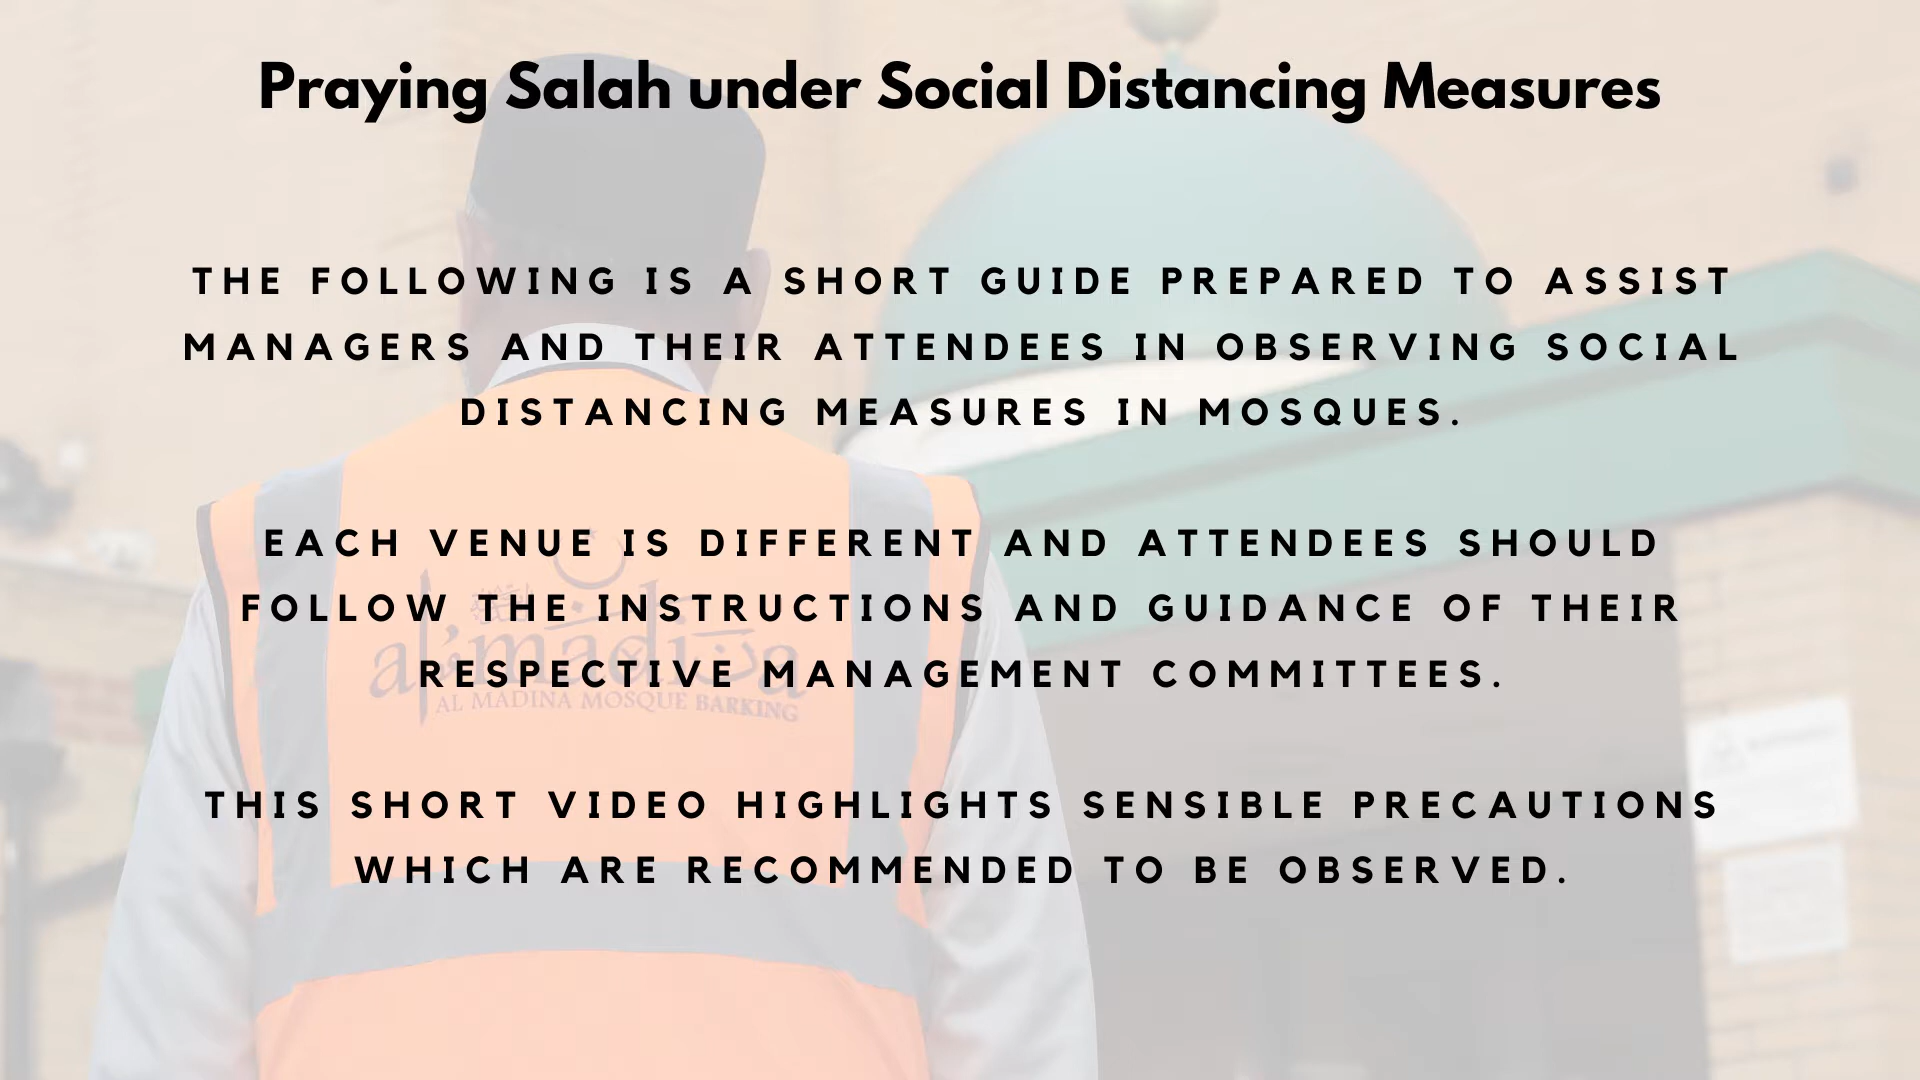 Praying Salah under Social Distancing Measures
THE FOLLOWING IS A SHORT GUIDE PREPARED TO ASSIST
MANAGERS AND THEIR ATTENDEES IN OBSERVING SOCIAL
DISTANCING MEASURES IN MOSQUES.
EACH VENUE IS DIFFERENT AND ATTENDEES SHOULD
FOLLOW THE INSTRUCTIONS AND GUIDANCE OF THEIR
RESPECTIVE MANAGEMENT COMMITTEES.
al madina
AL MADINA MOSQUE BARKING
THIS SHORT VIDEO HIGHLIGHTS SENSIBLE PRECAUTIONS
WHICH ARE RECOMMENDED TO BE OBSERVED.